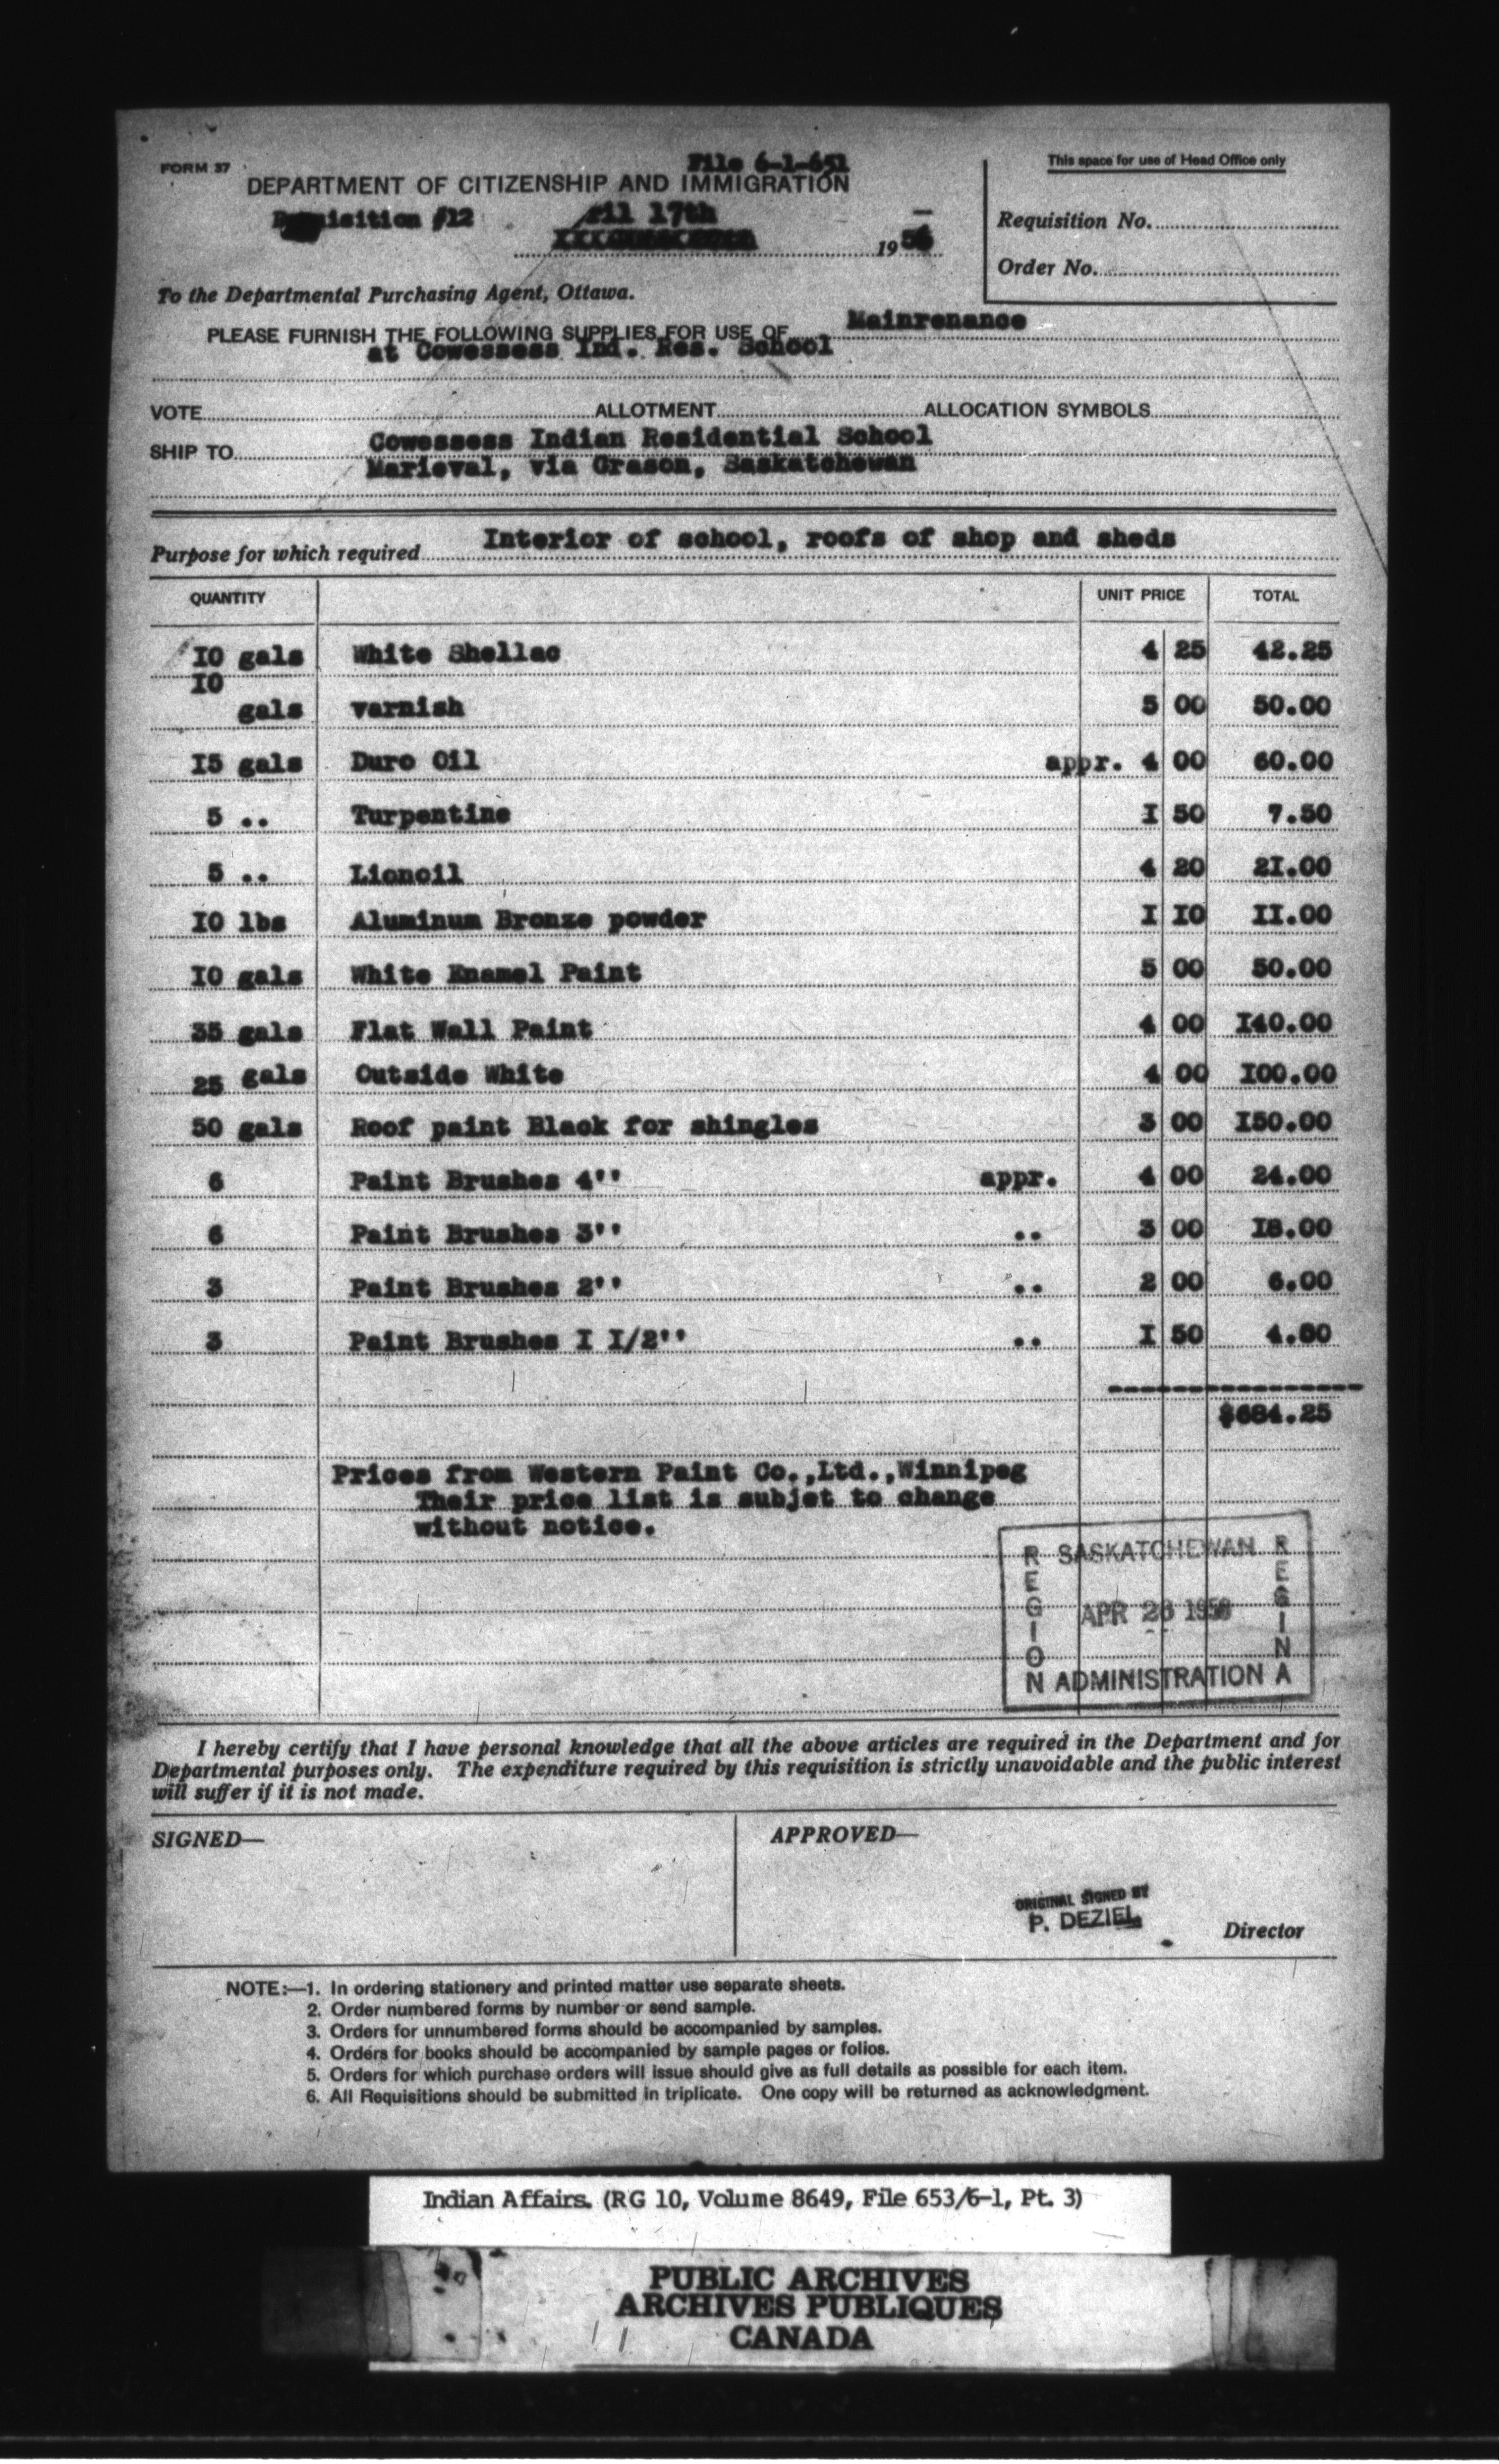 FORM 37
File 6-1-651
This space for use of Head Office only
DEPARTMENT OF CITIZENSHIP AND IMMIGRATION
Requisition #12
ril 17th
19
Requisition No.
Order No.
To the Departmental Purchasing Agent, Ottawa.
PLEASE FURNISH THE FOLLOWING SUPPLIES FOR USE OF Mainrenance
at Cowessess Ind. Res. School
VOTE ALLOTMENT ALLOCATION SYMBOLS
SHIP TO Cowessess Indian Residential School
Marieval, via Grason, Saskatchewan
Purpose for which required Interior of school, roofs of shop and sheds
QUANTITY UNIT PRICE TOTAL
I0 gals White Shellac 4 25 42.25
I0
gals varnish 5 00 50.00
I5 gals Duro Oil appr. 4 00 60.00
5 .. Turpentine I 50 7.50
5 .. Lionoil 4 20 2I.00
I0 lbs Aluminum Bronze powder I I0 II.00
I0 gals White Enamel Paint 5 00 50.00
35 gals Flat Wall Paint 4 00 I40.00
25 gals Outside White 4 00 I00.00
50 gals Roof paint Black for shingles 3 00 I50.00
6 Paint Brushes 4'' appr. 4 00 24.00
6 Paint Brushes 3'' .. 3 00 I8.00
3 Paint Brushes 2'' .. 2 00 6.00
3 Paint Brushes I I/2'' .. I 50 4.50
$684.25
Prices from Western Paint Co.,Ltd.,Winnipeg
Their price list is subjet to change
without notice.
REGION
SASKATCHEWAN
REGINA
APR
ADMINISTRATION
I hereby certify that I have personal knowledge that all the above articles are required in the Department and for
Departmental purposes only. The expenditure required by this requisition is strictly unavoidable and the public interest
will suffer if it is not made.
SIGNED—
APPROVED—
ORIGINAL SIGNED BY
P. DEZIEL
Director
NOTE:—1. In ordering stationery and printed matter use separate sheets.
2. Order numbered forms by number or send sample.
3. Orders for unnumbered forms should be accompanied by samples.
4. Orders for books should be accompanied by sample pages or folios.
5. Orders for which purchase orders will issue should give as full details as possible for each item.
6. All Requisitions should be submitted in triplicate. One copy will be returned as acknowledgment.
Indian Affairs. (RG 10, Volume 8649, File 653/6-1, Pt. 3)
PUBLIC ARCHIVES
ARCHIVES PUBLIQUES
CANADA